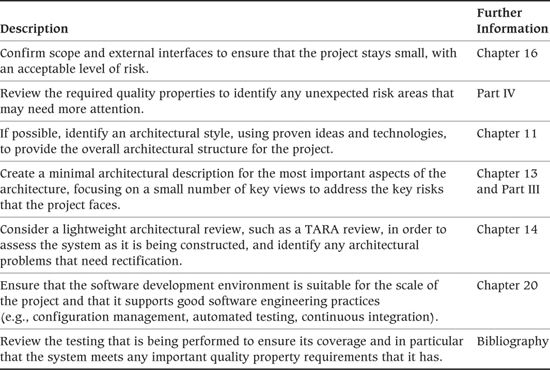 Description
Further
Information
Confirm scope and external interfaces to ensure that the project stays small, with
an acceptable level of risk.
Chapter 16
Review the required quality properties to identify any unexpected risk areas that
may need more attention.
Part IV
If possible, identify an architectural style, using proven ideas and technologies,
to provide the overall architectural structure for the project.
Chapter 11
Create a minimal architectural description for the most important aspects of the
architecture, focusing on a small number of key views to address the key risks
that the project faces.
Chapter 13
and Part III
Consider a lightweight architectural review, such as a TARA review, in order to
assess the system as it is being constructed, and identify any architectural
problems that need rectification.
Chapter 14
Ensure that the software development environment is suitable for the scale of
the project and that it supports good software engineering practices
(e.g., configuration management, automated testing, continuous integration).
Chapter 20
Review the testing that is being performed to ensure its coverage and in particular
that the system meets any important quality property requirements that it has.
Bibliography